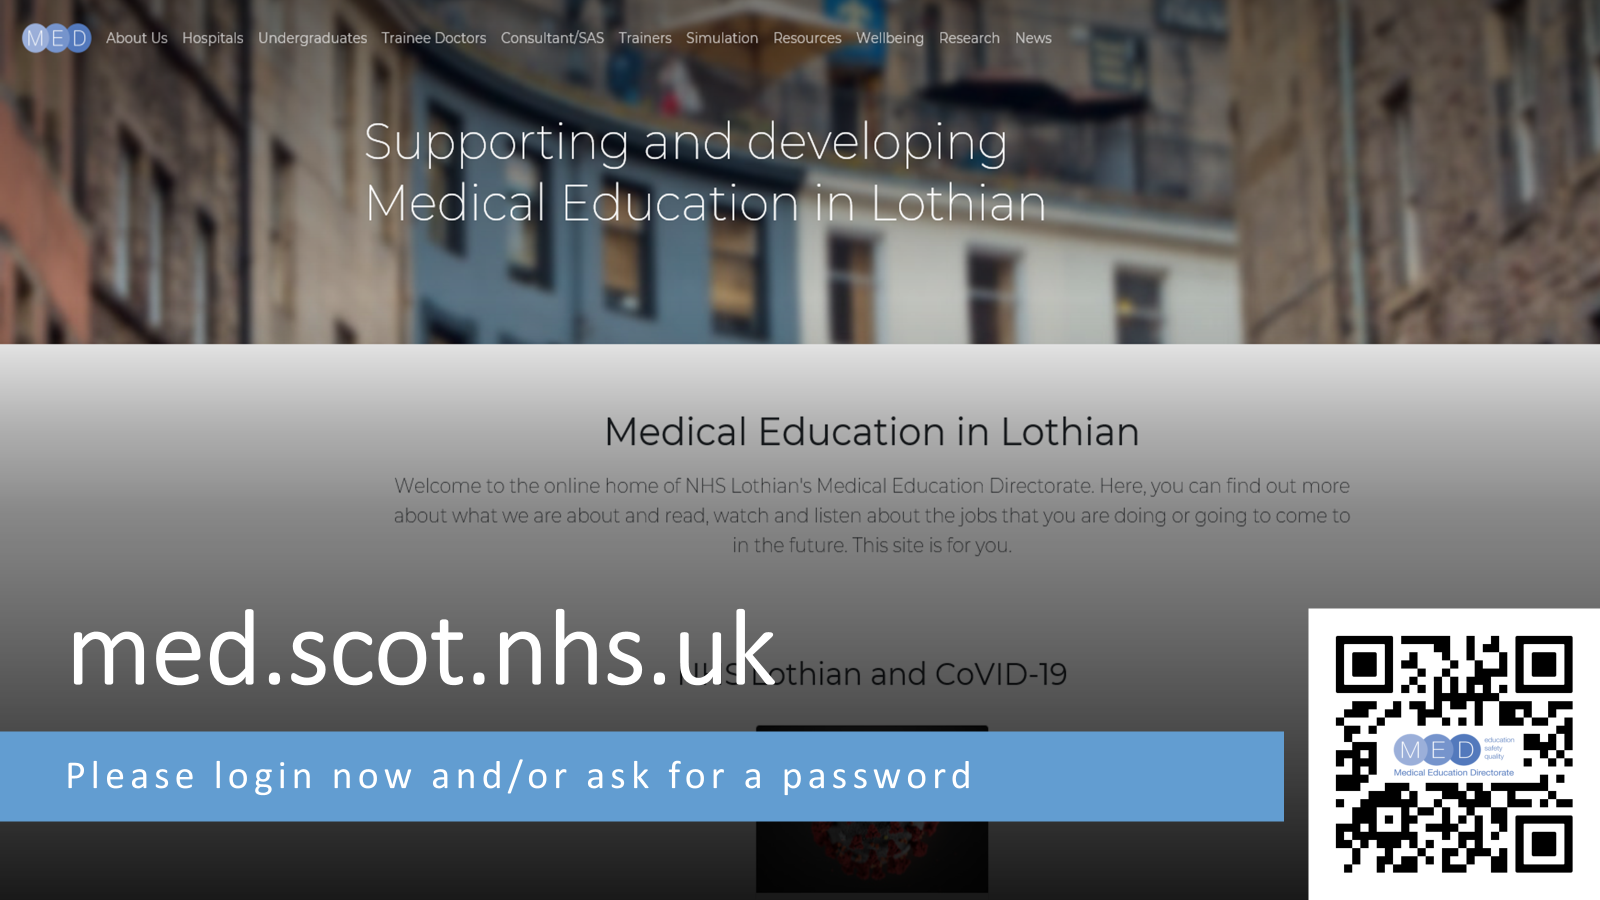 MED About Us Hospitals Undergraduates Trainee Doctors Consultant/SAS Trainers Simulation Resources Wellbeing Research News
Supporting and developing
Medical Education in Lothian
Medical Education in Lothian
Welcome to the online home of NHS Lothian's Medical Education Directorate. Here, you can find out more
about what we are about and read, watch and listen about the jobs that you are doing or going to come to
in the future. This site is for you.
med.scot.nhs.uk
NHS Lothian and CoVID-19
Please login now and/or ask for a password
MED
education
safety
quality
Medical Education Directorate